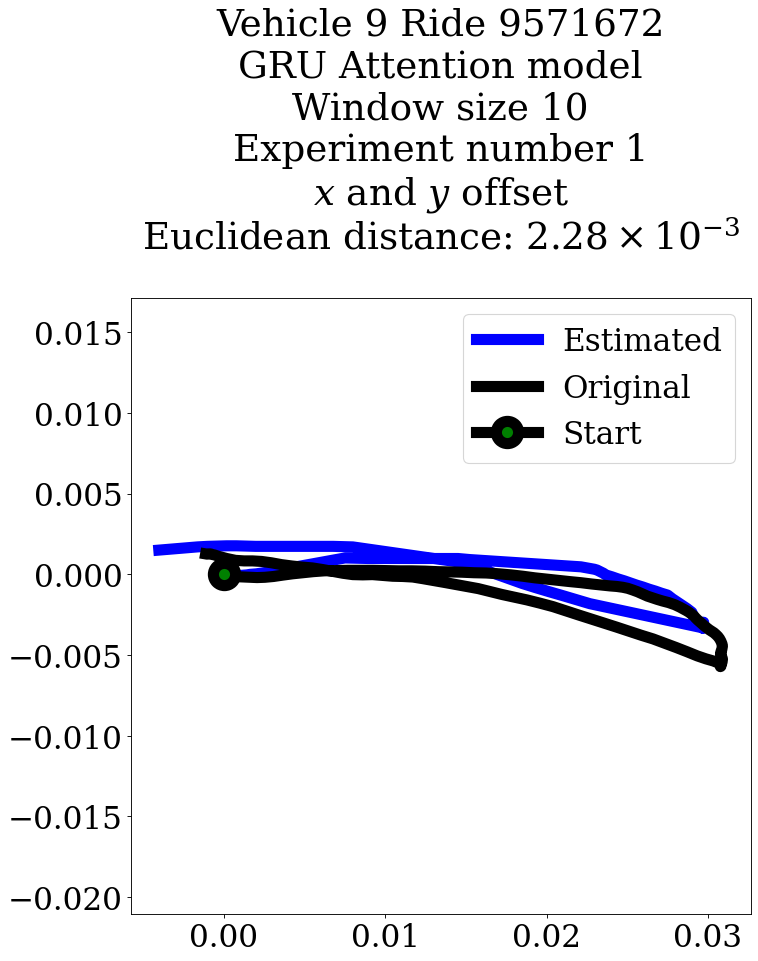 Vehicle 9 Ride 9571672
GRU Attention model
Window size 10
Experiment number 1
x and y offset
Euclidean distance: 2.28 × 10⁻³
Estimated
Original
Start
0.015
0.010
0.005
0.000
−0.005
−0.010
−0.015
−0.020
0.00 0.01 0.02 0.03